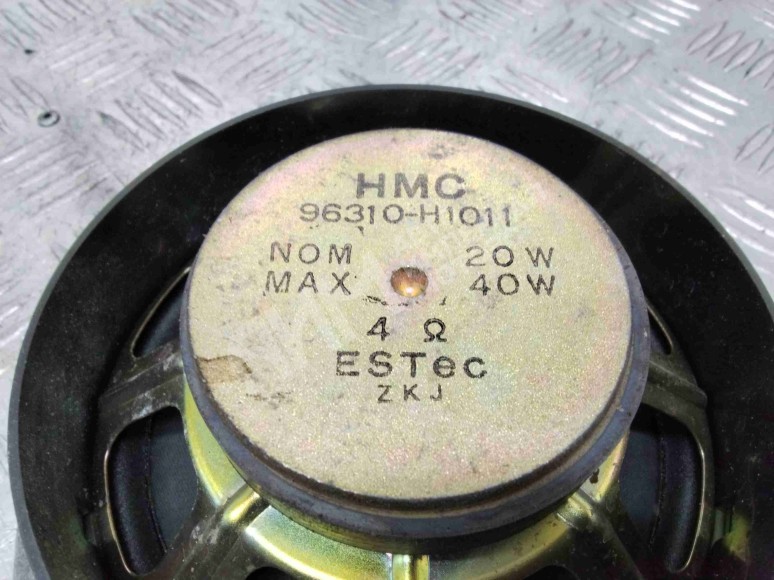 HMC
96310-H1011
NOM 20W
MAX 40W
4 Ω
ESTec
ZKJ